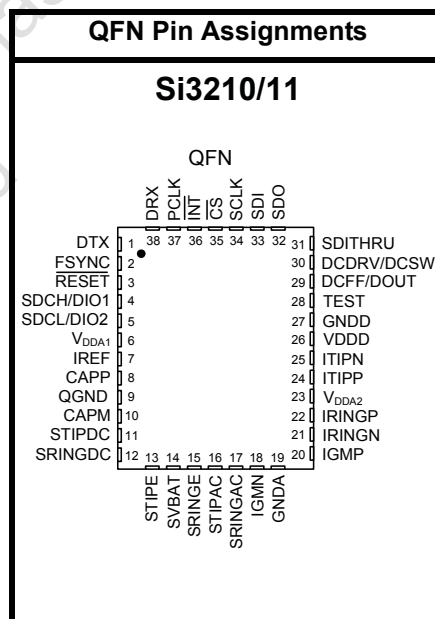 QFN Pin Assignments
Si3210/11
QFN
DRX
PCLK
INT
CS
SCLK
SDI
SDO
38 37 36 35 34 33 32
DTX 1
FSYNC 2
RESET 3
SDCH/DIO1 4
SDCL/DIO2 5
VDDA1 6
IREF 7
CAPP 8
QGND 9
CAPM 10
STIPDC 11
SRINGDC 12
31 SDITHRU
30 DCDRV/DCSW
29 DCFF/DOUT
28 TEST
27 GNDD
26 VDDD
25 ITIPN
24 ITIPP
23 VDDA2
22 IRINGP
21 IRINGN
20 IGMP
13 14 15 16 17 18 19
STIPE
SVBAT
SRINGE
STIPAC
SRINGAC
IGMN
GNDA